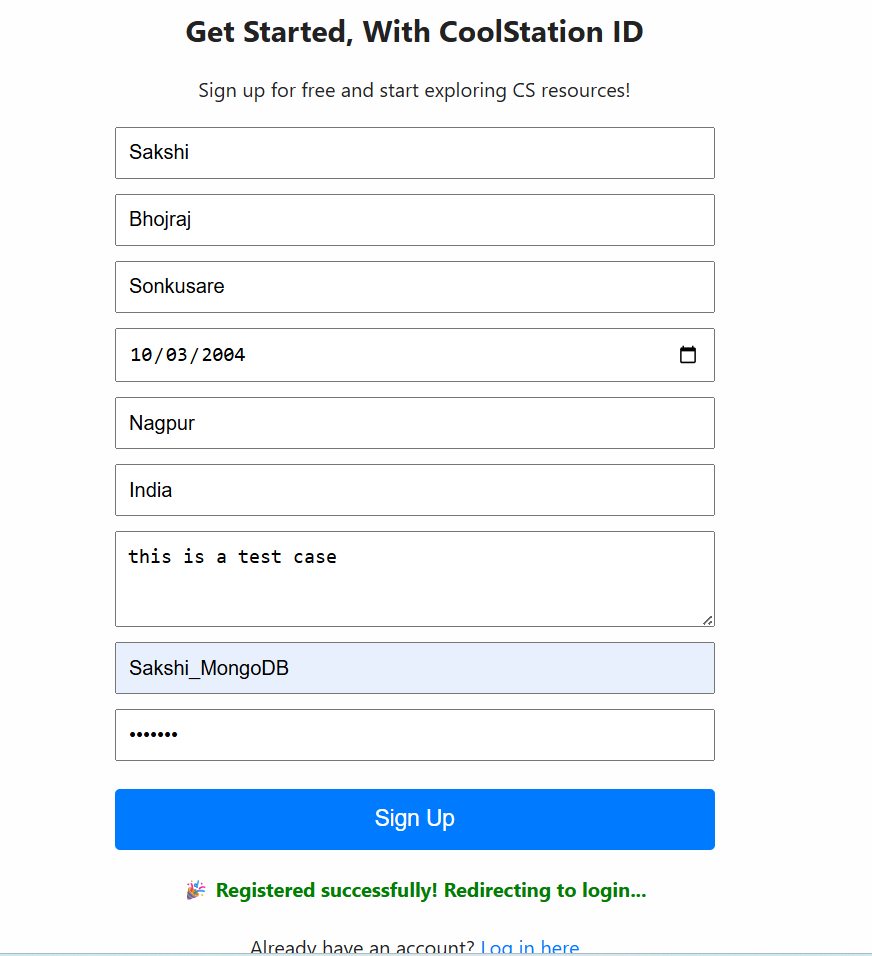 Get Started, With CoolStation ID
Sign up for free and start exploring CS resources!
Sakshi
Bhojraj
Sonkusare
10/03/2004
Nagpur
India
this is a test case
Sakshi_MongoDB
•••••••
Sign Up
🎉 Registered successfully! Redirecting to login...
Already have an account? Log in here